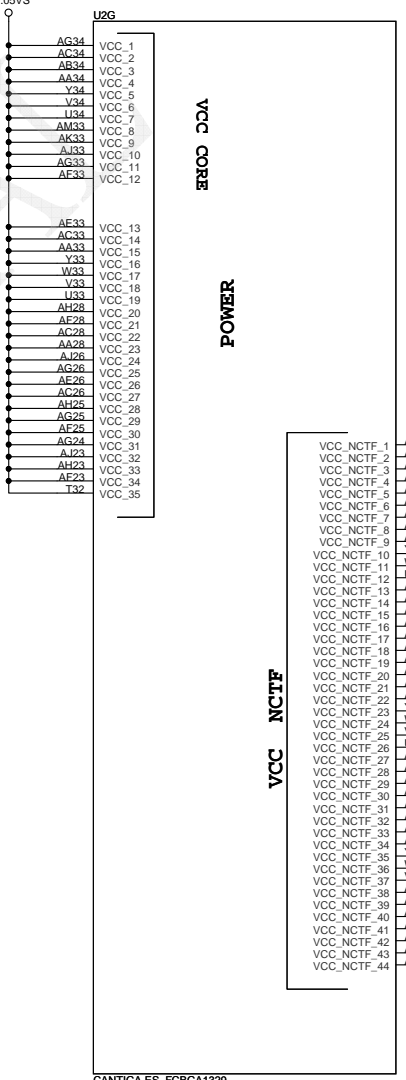 .05VS
U2G
AG34 VCC_1
AC34 VCC_2
AB34 VCC_3
AA34 VCC_4
Y34 VCC_5
V34 VCC_6
U34 VCC_7
AM33 VCC_8
AK33 VCC_9
AJ33 VCC_10
AG33 VCC_11
AF33 VCC_12
VCC CORE
AE33 VCC_13
AC33 VCC_14
AA33 VCC_15
Y33 VCC_16
W33 VCC_17
V33 VCC_18
U33 VCC_19
AH28 VCC_20
AF28 VCC_21
AC28 VCC_22
AA28 VCC_23
AJ26 VCC_24
AG26 VCC_25
AE26 VCC_26
AC26 VCC_27
AH25 VCC_28
AG25 VCC_29
AF25 VCC_30
AG24 VCC_31
AJ23 VCC_32
AH23 VCC_33
AF23 VCC_34
T32 VCC_35
POWER
VCC NCTF
VCC_NCTF_1
VCC_NCTF_2
VCC_NCTF_3
VCC_NCTF_4
VCC_NCTF_5
VCC_NCTF_6
VCC_NCTF_7
VCC_NCTF_8
VCC_NCTF_9
VCC_NCTF_10
VCC_NCTF_11
VCC_NCTF_12
VCC_NCTF_13
VCC_NCTF_14
VCC_NCTF_15
VCC_NCTF_16
VCC_NCTF_17
VCC_NCTF_18
VCC_NCTF_19
VCC_NCTF_20
VCC_NCTF_21
VCC_NCTF_22
VCC_NCTF_23
VCC_NCTF_24
VCC_NCTF_25
VCC_NCTF_26
VCC_NCTF_27
VCC_NCTF_28
VCC_NCTF_29
VCC_NCTF_30
VCC_NCTF_31
VCC_NCTF_32
VCC_NCTF_33
VCC_NCTF_34
VCC_NCTF_35
VCC_NCTF_36
VCC_NCTF_37
VCC_NCTF_38
VCC_NCTF_39
VCC_NCTF_40
VCC_NCTF_41
VCC_NCTF_42
VCC_NCTF_43
VCC_NCTF_44
CANTIGA ES_FCBGA1329